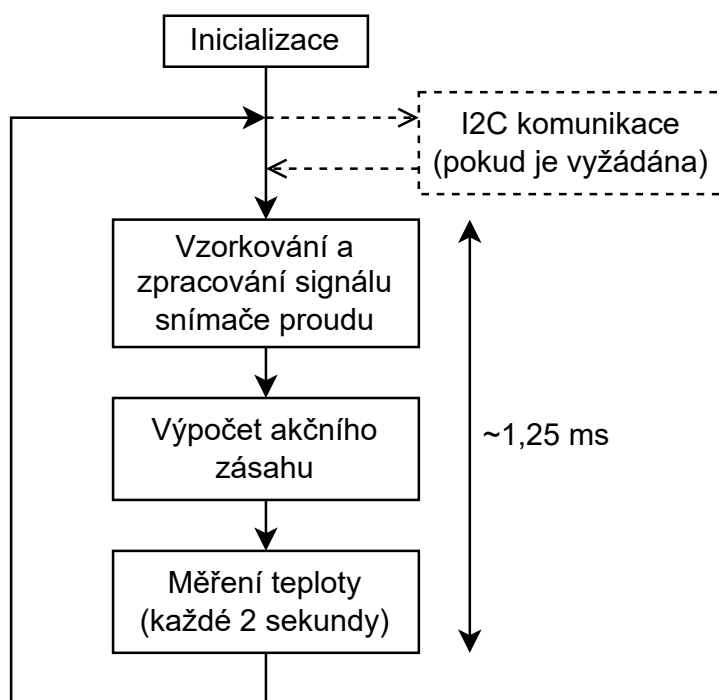 Inicializace
I2C komunikace
(pokud je vyžádána)
Vzorkování a
zpracování signálu
snímače proudu
Výpočet akčního
zásahu
~1,25 ms
Měření teploty
(každé 2 sekundy)